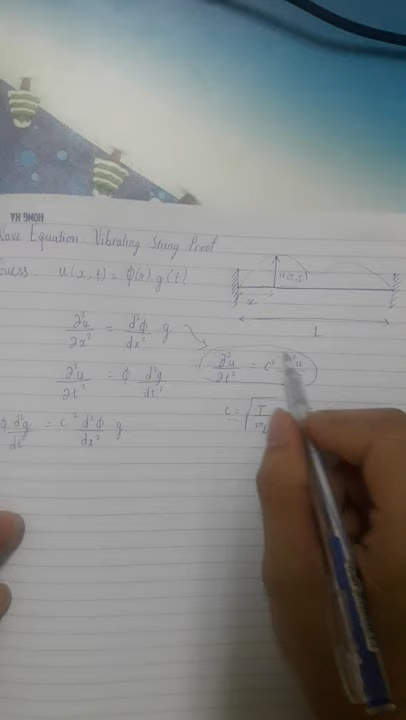 HONG HA
Wave Equation Vibrating String Proof
Guess. u(x,t) = φ(x) g(t)
u(x,t)
x
L
∂²u/∂x² = d²φ/dx² g
∂²u/∂t² = c² ∂²u
∂²u/∂t² = φ d²g/dt²
c = √T/m
φ d²g/dt² = c² d²φ/dx² g